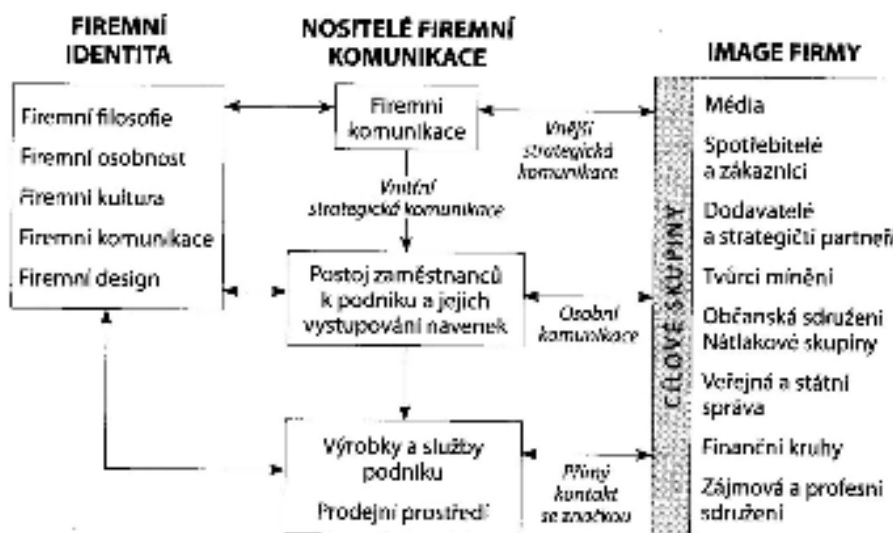 FIREMNÍ
IDENTITA
Firemní filosofie
Firemní osobnost
Firemní kultura
Firemní komunikace
Firemní design
NOSITELÉ FIREMNÍ
KOMUNIKACE
Firemní
komunikace
Vnitřní
strategická komunikace
Postoj zaměstnanců
k podniku a jejich
vystupování navenek
Výrobky a služby
podniku
Prodejní prostředí
Vnější
strategická
komunikace
Osobní
komunikace
Přímý
kontakt
se značkou
IMAGE FIRMY
CÍLOVÉ SKUPINY
Média
Spotřebitelé
a zákazníci
Dodavatelé
a strategičtí partneři
Tvůrci mínění
Občanská sdružení
Nátlakové skupiny
Veřejná a státní
správa
Finanční kruhy
Zájmová a profesní
sdružení